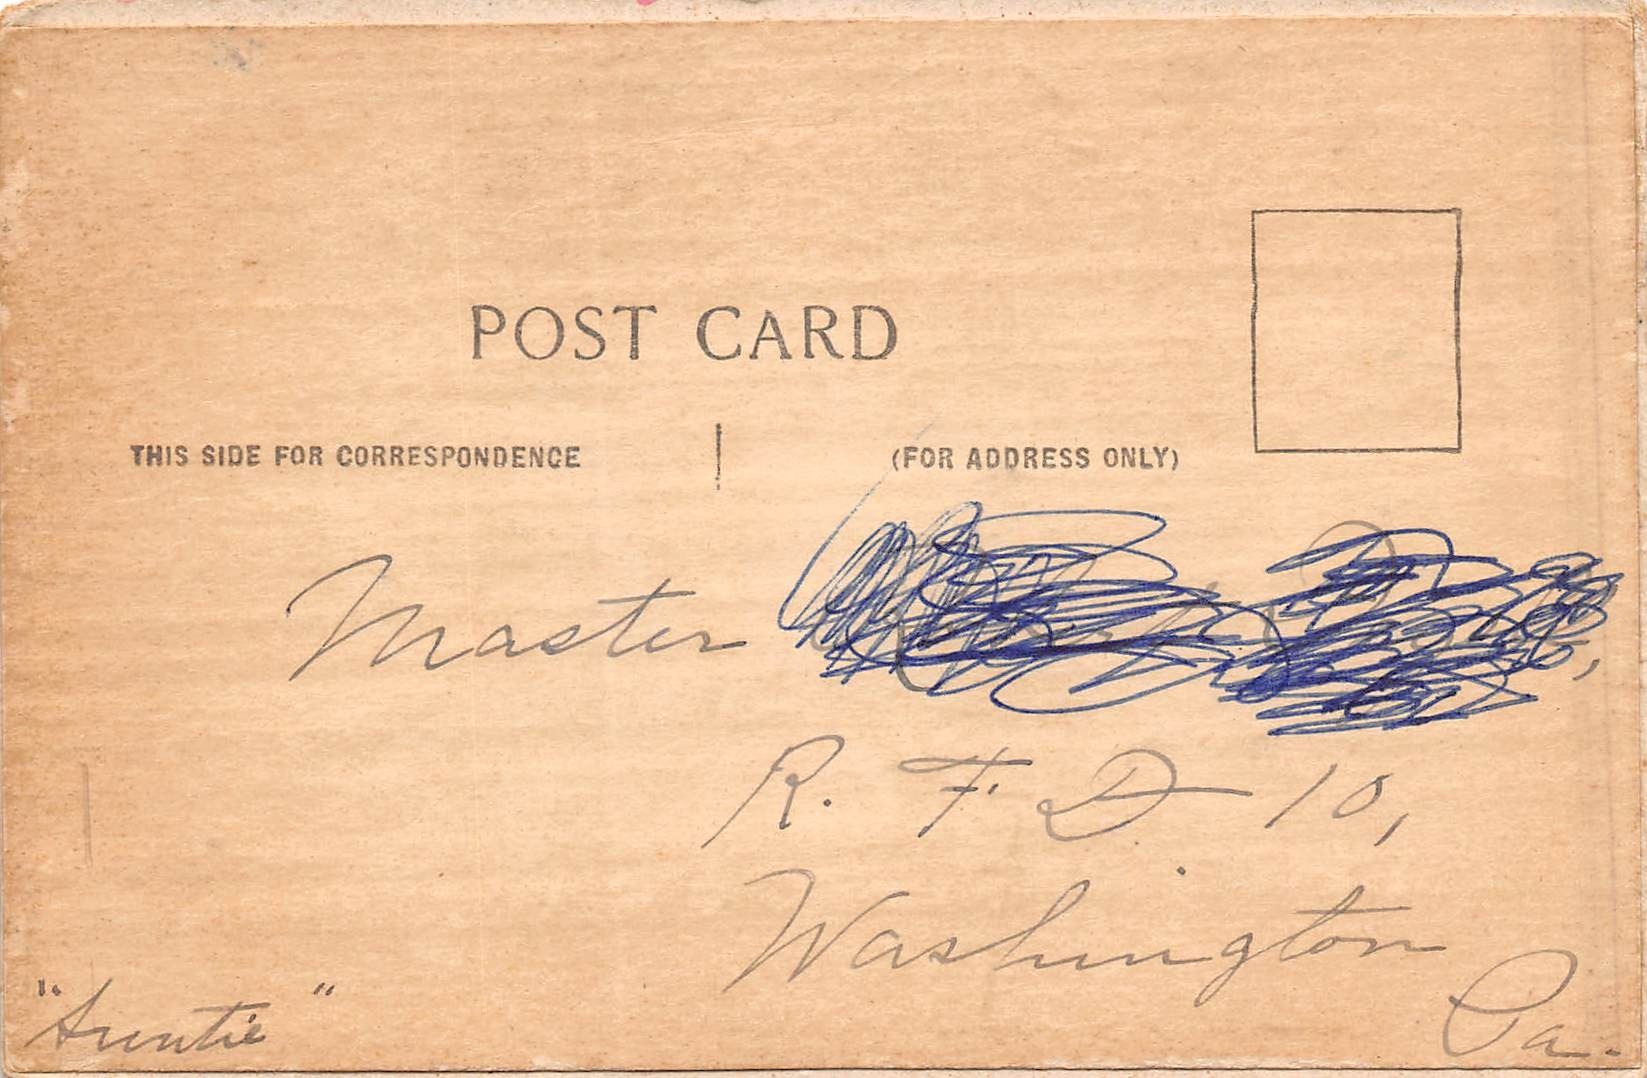 POST CARD
THIS SIDE FOR CORRESPONDENCE
(FOR ADDRESS ONLY)
Master
R. F. D 10,
Washington
Pa.
"Auntie"